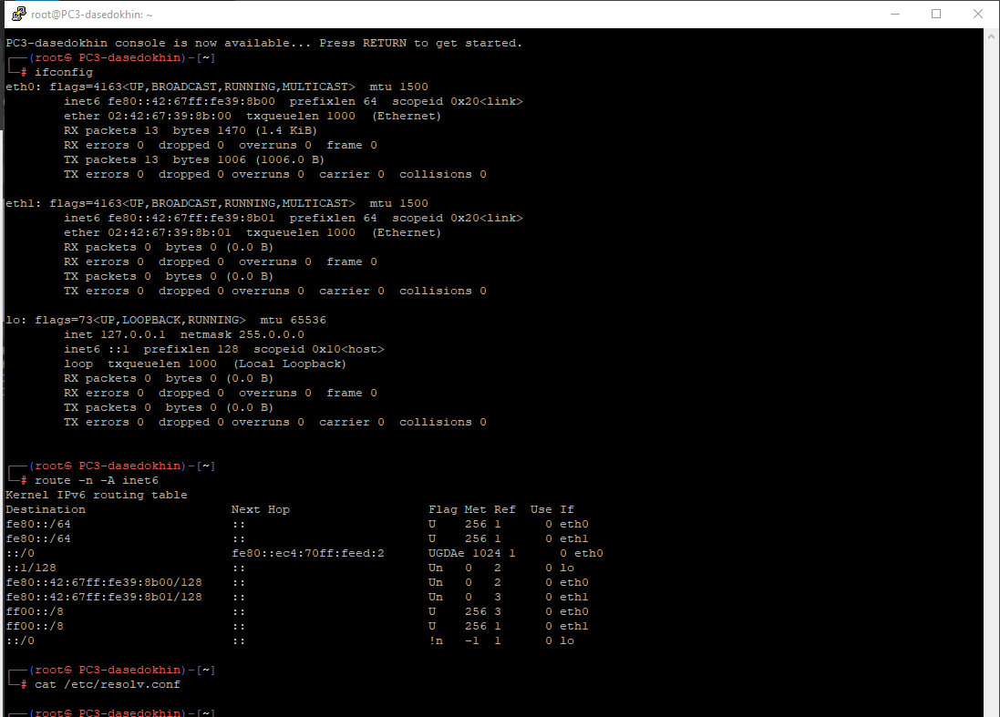 root@PC3-dasedokhin: ~
PC3-dasedokhin console is now available... Press RETURN to get started.
┌──(root㉿ PC3-dasedokhin)-[~]
└─# ifconfig
eth0: flags=4163<UP,BROADCAST,RUNNING,MULTICAST>  mtu 1500
        inet6 fe80::42:67ff:fe39:8b00  prefixlen 64  scopeid 0x20<link>
        ether 02:42:67:39:8b:00  txqueuelen 1000  (Ethernet)
        RX packets 13  bytes 1470 (1.4 KiB)
        RX errors 0  dropped 0  overruns 0  frame 0
        TX packets 13  bytes 1006 (1006.0 B)
        TX errors 0  dropped 0 overruns 0  carrier 0  collisions 0
eth1: flags=4163<UP,BROADCAST,RUNNING,MULTICAST>  mtu 1500
        inet6 fe80::42:67ff:fe39:8b01  prefixlen 64  scopeid 0x20<link>
        ether 02:42:67:39:8b:01  txqueuelen 1000  (Ethernet)
        RX packets 0  bytes 0 (0.0 B)
        RX errors 0  dropped 0  overruns 0  frame 0
        TX packets 0  bytes 0 (0.0 B)
        TX errors 0  dropped 0 overruns 0  carrier 0  collisions 0
lo: flags=73<UP,LOOPBACK,RUNNING>  mtu 65536
        inet 127.0.0.1  netmask 255.0.0.0
        inet6 ::1  prefixlen 128  scopeid 0x10<host>
        loop  txqueuelen 1000  (Local Loopback)
        RX packets 0  bytes 0 (0.0 B)
        RX errors 0  dropped 0  overruns 0  frame 0
        TX packets 0  bytes 0 (0.0 B)
        TX errors 0  dropped 0 overruns 0  carrier 0  collisions 0
┌──(root㉿ PC3-dasedokhin)-[~]
└─# route -n -A inet6
Kernel IPv6 routing table
Destination                    Next Hop                   Flag Met Ref  Use If
fe80::/64                      ::                         U    256 1      0 eth0
fe80::/64                      ::                         U    256 1      0 eth1
::/0                           fe80::ec4:70ff:feed:2      UGDAe 1024 1      0 eth0
::1/128                        ::                         Un   0   2      0 lo
fe80::42:67ff:fe39:8b00/128    ::                         Un   0   2      0 eth0
fe80::42:67ff:fe39:8b01/128    ::                         Un   0   3      0 eth1
ff00::/8                       ::                         U    256 3      0 eth0
ff00::/8                       ::                         U    256 1      0 eth1
::/0                           ::                         !n   -1  1      0 lo
┌──(root㉿ PC3-dasedokhin)-[~]
└─# cat /etc/resolv.conf
┌──(root㉿ PC3-dasedokhin)-[~]